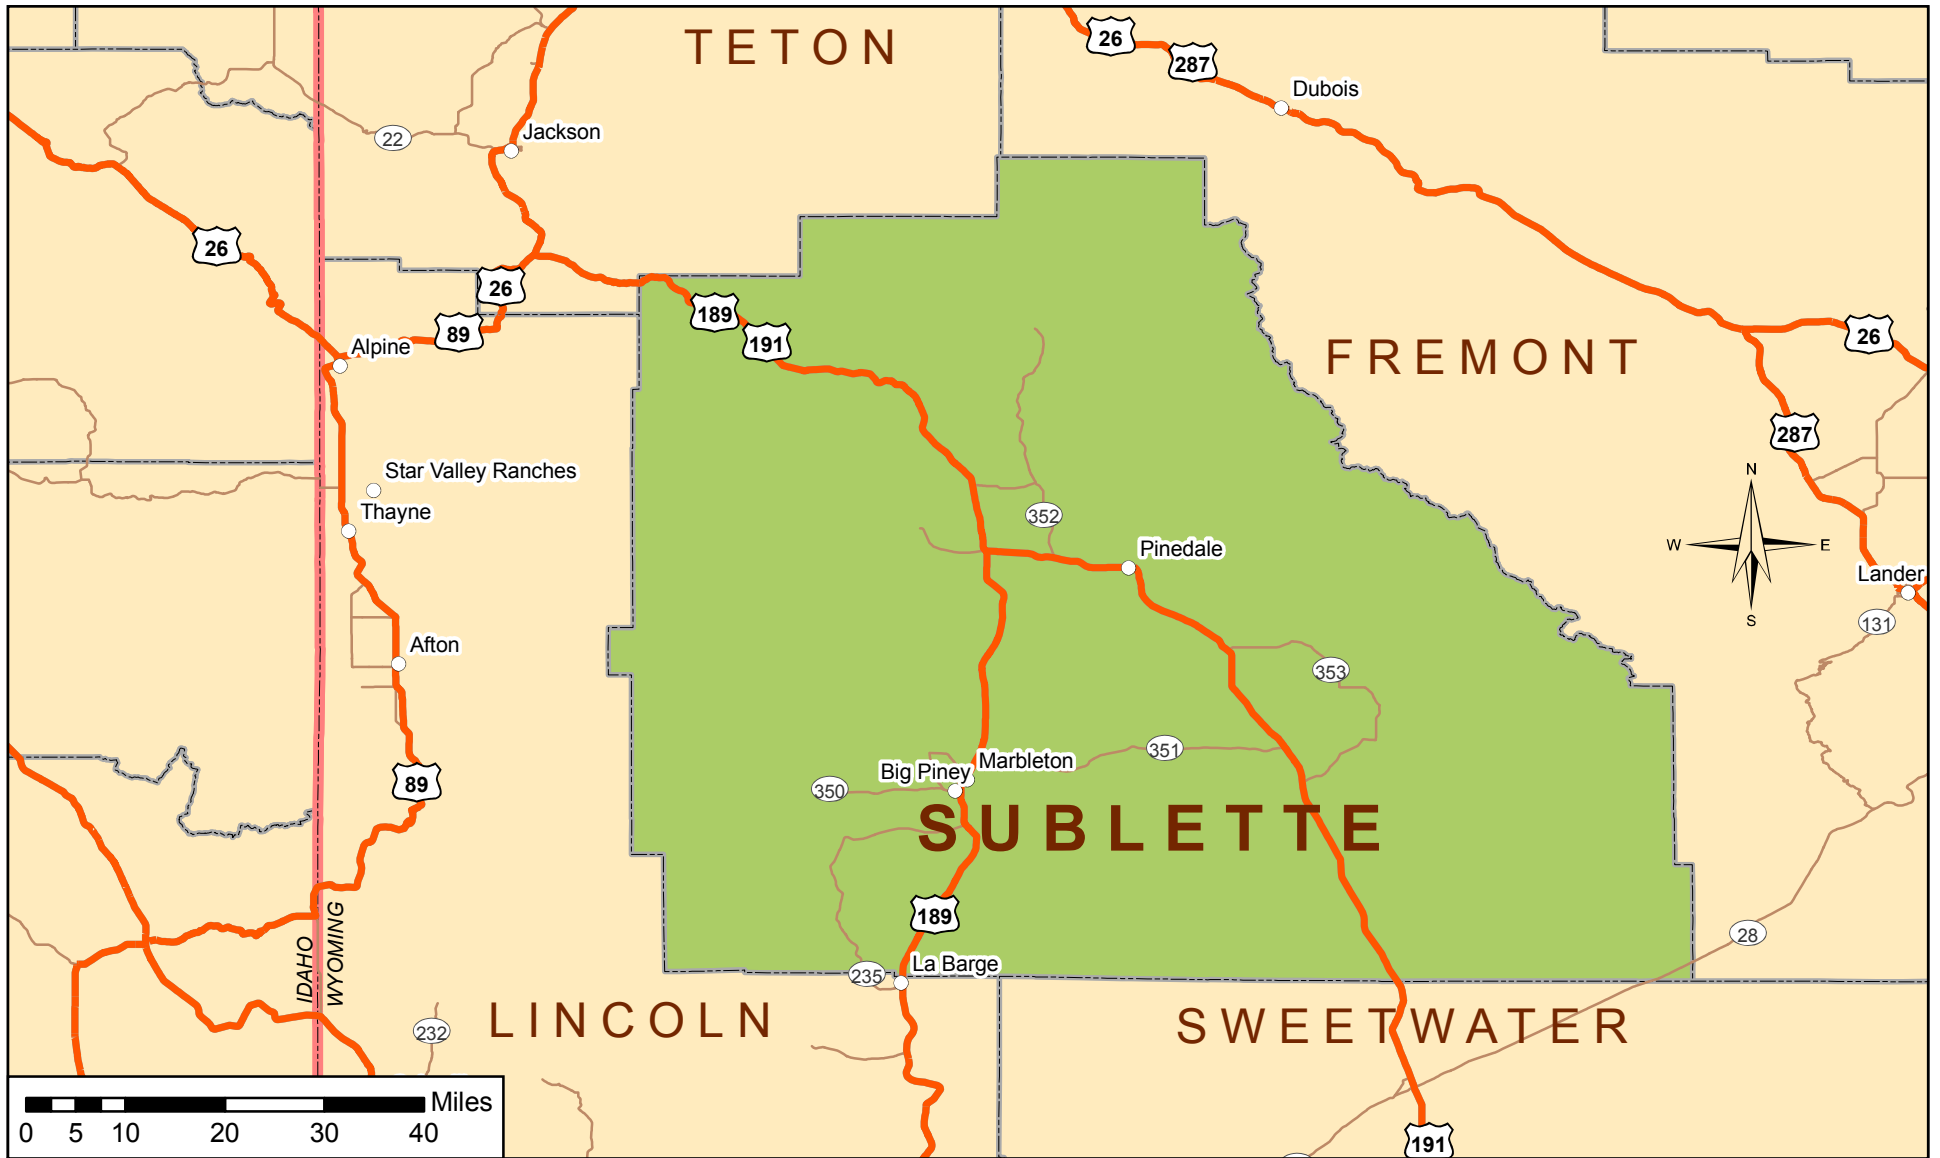 TETON
26
287
Dubois
22
Jackson
26
26
189
89
191
26
Alpine
FREMONT
287
Star Valley Ranches
N
Thayne
352
W
E
Pinedale
Lander
S
131
Afton
353
351
Marbleton
Big Piney
89
350
SUBLETTE
189
28
IDAHO
WYOMING
La Barge
235
LINCOLN
SWEETWATER
232
Miles
0 5 10 20 30 40
191